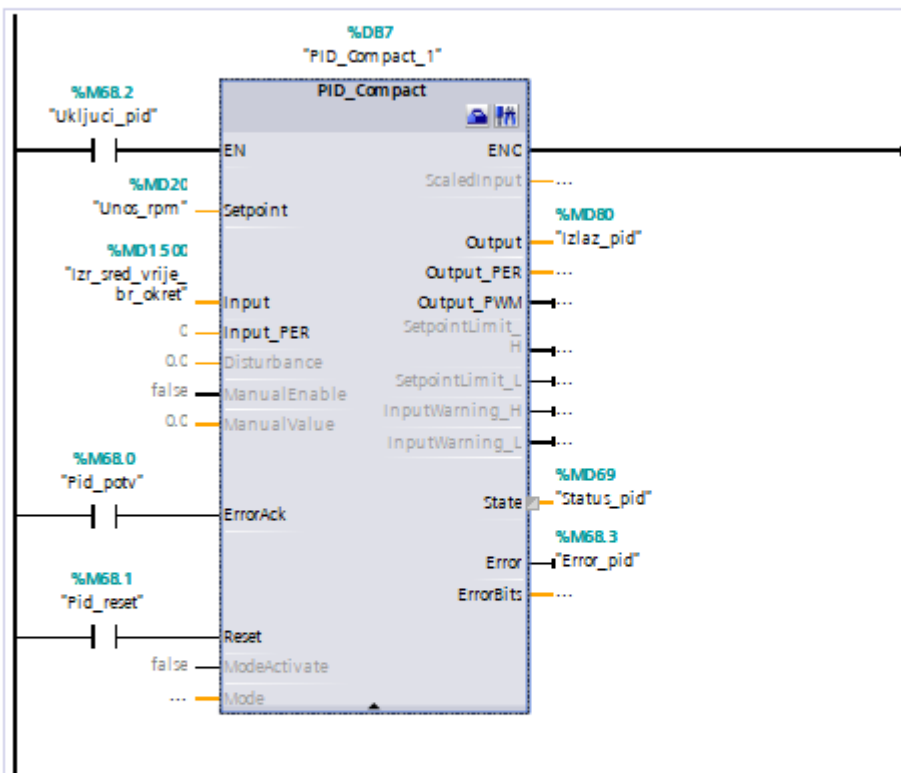 %DB7
"PID_Compact_1"
PID_Compact
%M68.2
"Ukljuci_pid"
EN
ENO
ScaledInput
...
%MD20
"Unos_rpm"
Setpoint
%MD80
"Izlaz_pid"
Output
%MD1500
"Izr_sred_vrije_
br_okret"
Output_PER
...
Input
Output_PWM
...
0
Input_PER
SetpointLimit_
H
...
0.0
Disturbance
SetpointLimit_L
...
false
ManualEnable
InputWarning_H
...
0.0
ManualValue
InputWarning_L
...
%M68.0
"Pid_potv"
ErrorAck
%MD69
"Status_pid"
State
%M68.3
"Error_pid"
Error
%M68.1
"Pid_reset"
ErrorBits
...
Reset
false
ModeActivate
...
Mode